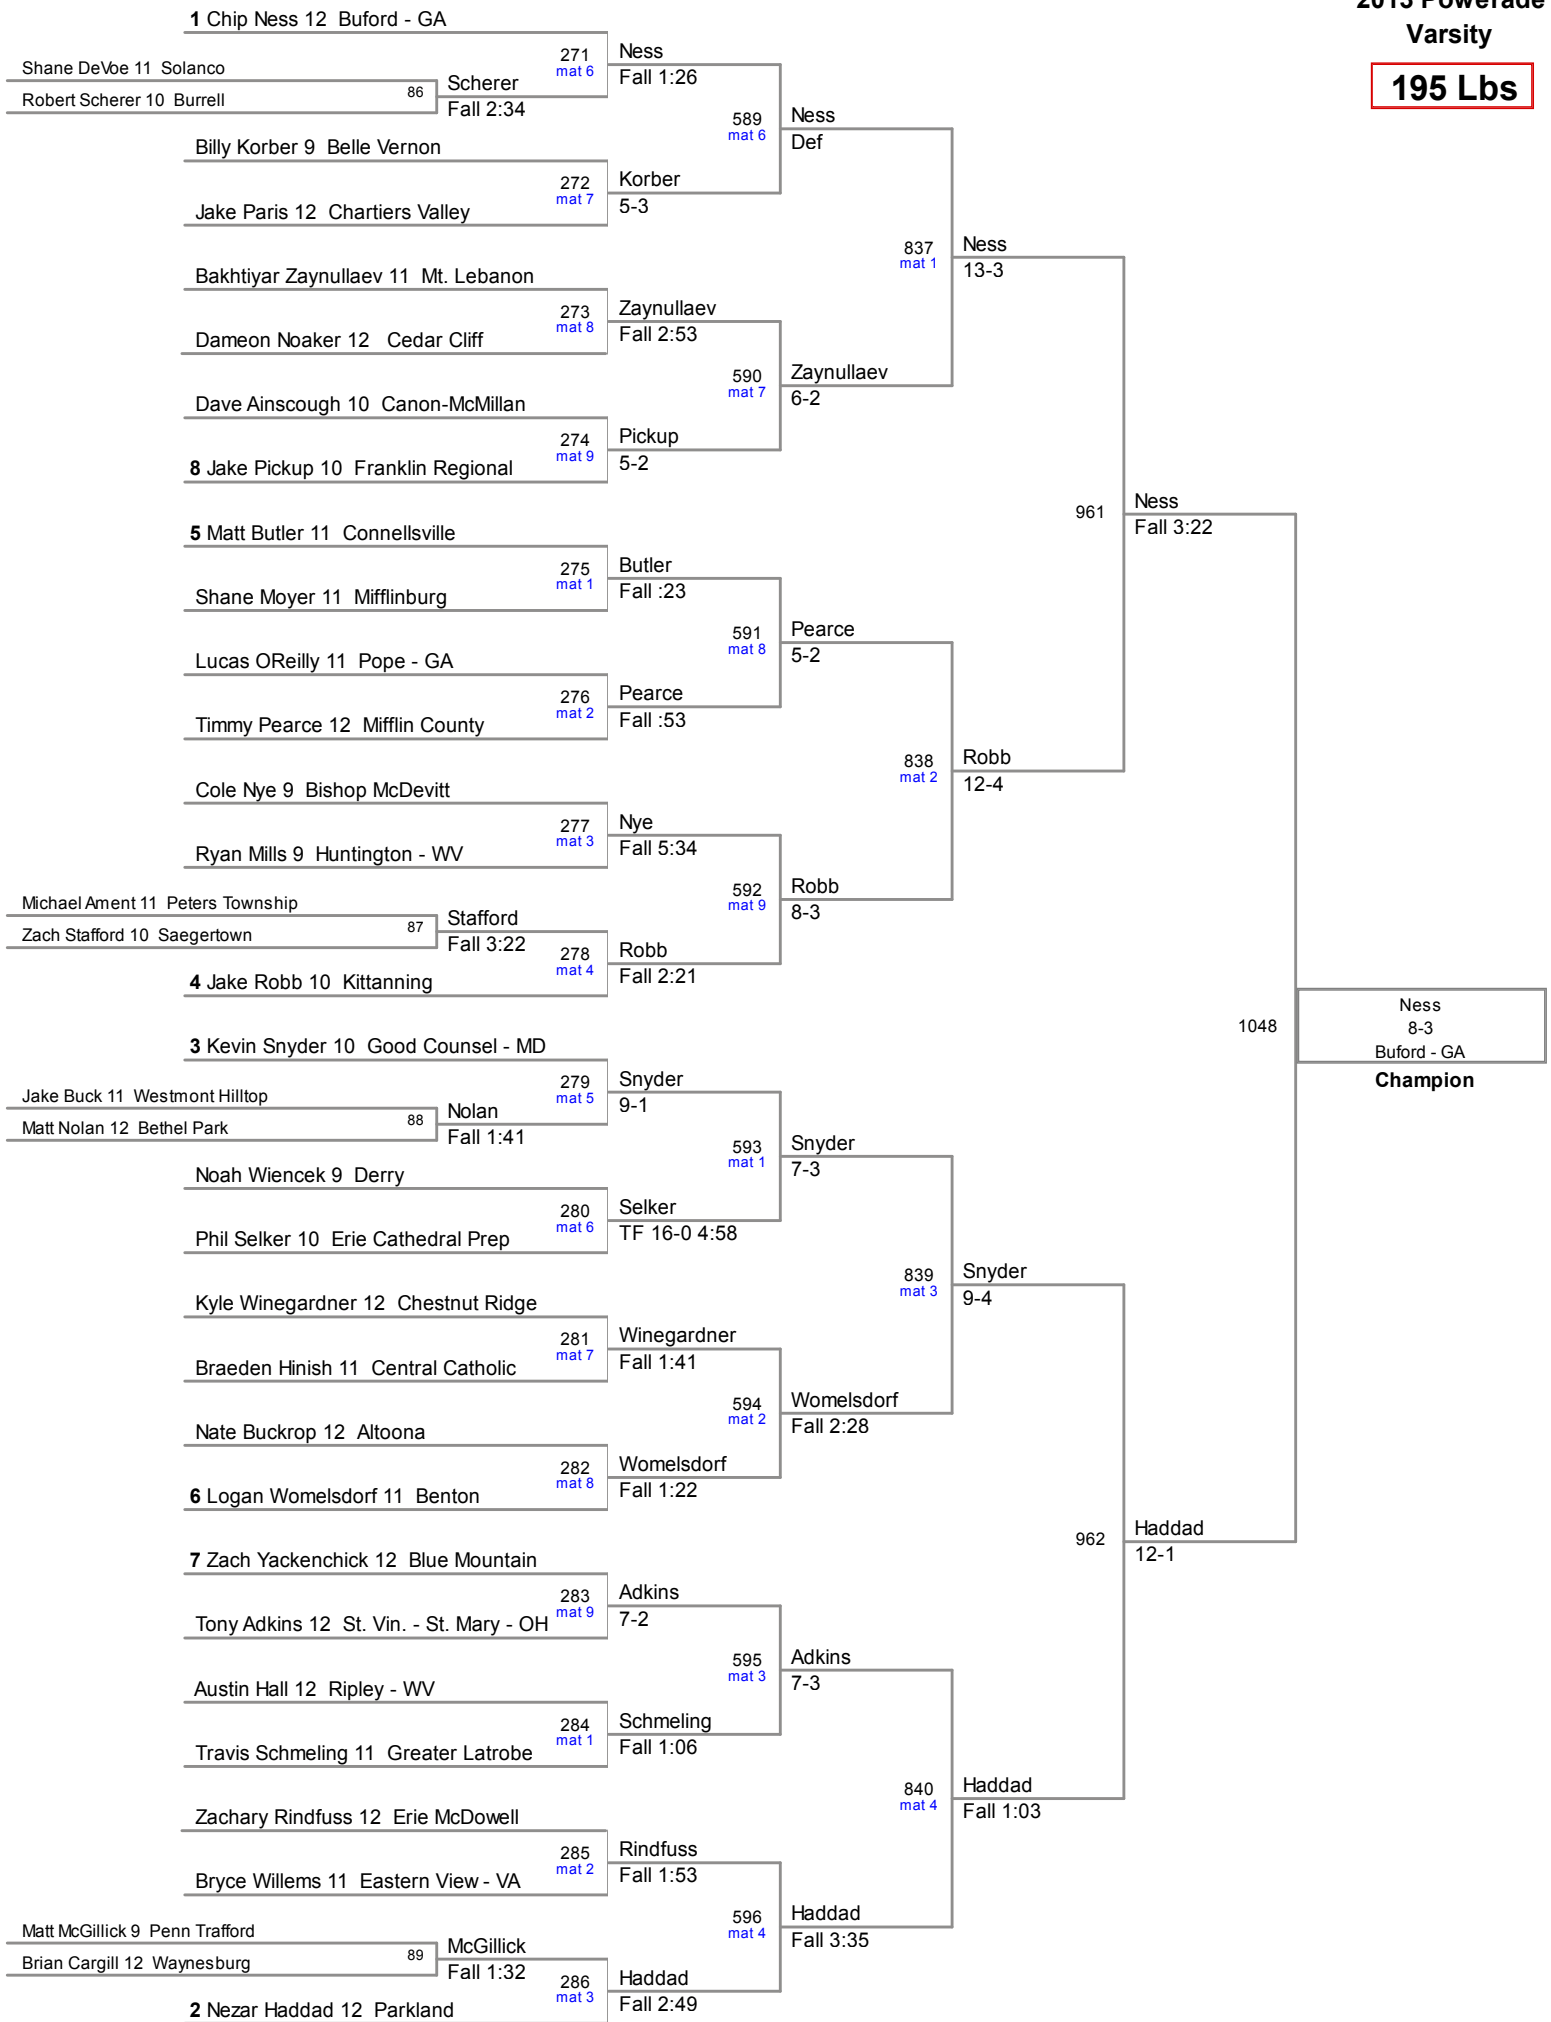 2013 Powerade
Varsity
195 Lbs
1 Chip Ness 12 Buford - GA
Shane DeVoe 11 Solanco
Robert Scherer 10 Burrell
86
Scherer
Fall 2:34
271
mat 6
Ness
Fall 1:26
Billy Korber 9 Belle Vernon
Jake Paris 12 Chartiers Valley
272
mat 7
Korber
5-3
589
mat 6
Ness
Def
Bakhtiyar Zaynullaev 11 Mt. Lebanon
Dameon Noaker 12 Cedar Cliff
273
mat 8
Zaynullaev
Fall 2:53
Dave Ainscough 10 Canon-McMillan
8 Jake Pickup 10 Franklin Regional
274
mat 9
Pickup
5-2
590
mat 7
Zaynullaev
6-2
837
mat 1
Ness
13-3
5 Matt Butler 11 Connellsville
Shane Moyer 11 Mifflinburg
275
mat 1
Butler
Fall :23
Lucas OReilly 11 Pope - GA
Timmy Pearce 12 Mifflin County
276
mat 2
Pearce
Fall :53
591
mat 8
Pearce
5-2
Cole Nye 9 Bishop McDevitt
Ryan Mills 9 Huntington - WV
277
mat 3
Nye
Fall 5:34
Michael Ament 11 Peters Township
Zach Stafford 10 Saegertown
87
Stafford
Fall 3:22
4 Jake Robb 10 Kittanning
278
mat 4
Robb
Fall 2:21
592
mat 9
Robb
8-3
838
mat 2
Robb
12-4
961
Ness
Fall 3:22
3 Kevin Snyder 10 Good Counsel - MD
Jake Buck 11 Westmont Hilltop
Matt Nolan 12 Bethel Park
88
Nolan
Fall 1:41
279
mat 5
Snyder
9-1
Noah Wiencek 9 Derry
Phil Selker 10 Erie Cathedral Prep
280
mat 6
Selker
TF 16-0 4:58
593
mat 1
Snyder
7-3
Kyle Winegardner 12 Chestnut Ridge
Braeden Hinish 11 Central Catholic
281
mat 7
Winegardner
Fall 1:41
Nate Buckrop 12 Altoona
6 Logan Womelsdorf 11 Benton
282
mat 8
Womelsdorf
Fall 1:22
594
mat 2
Womelsdorf
Fall 2:28
839
mat 3
Snyder
9-4
7 Zach Yackenchick 12 Blue Mountain
Tony Adkins 12 St. Vin. - St. Mary - OH
283
mat 9
Adkins
7-2
Austin Hall 12 Ripley - WV
Travis Schmeling 11 Greater Latrobe
284
mat 1
Schmeling
Fall 1:06
595
mat 3
Adkins
7-3
Zachary Rindfuss 12 Erie McDowell
Bryce Willems 11 Eastern View - VA
285
mat 2
Rindfuss
Fall 1:53
Matt McGillick 9 Penn Trafford
Brian Cargill 12 Waynesburg
89
McGillick
Fall 1:32
2 Nezar Haddad 12 Parkland
286
mat 3
Haddad
Fall 2:49
596
mat 4
Haddad
Fall 3:35
840
mat 4
Haddad
Fall 1:03
962
Haddad
12-1
1048
Ness
8-3
Buford - GA
Champion